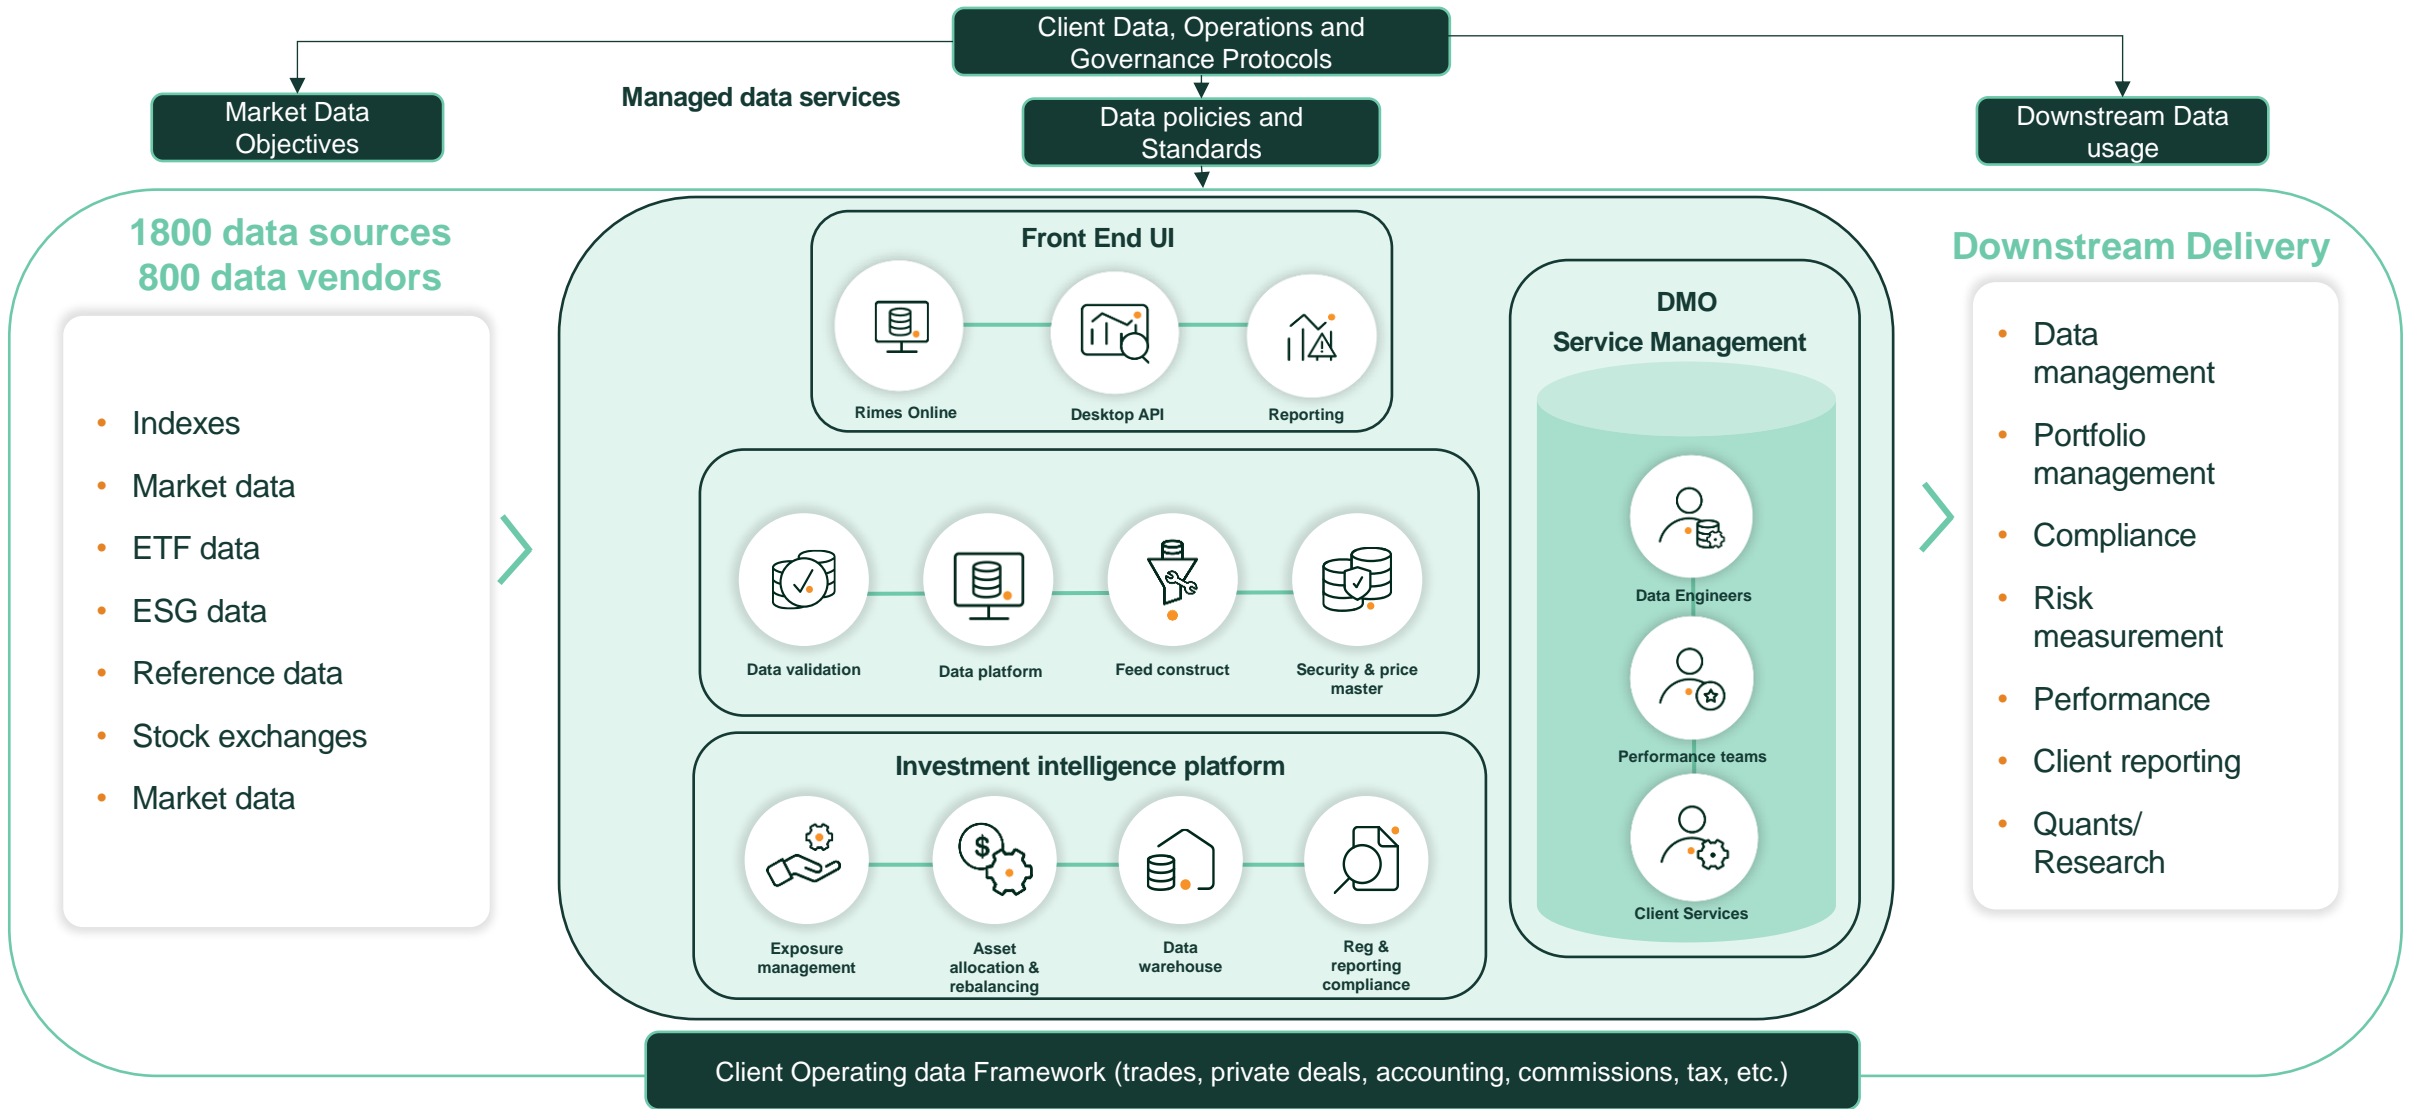 Client Data, Operations and
Governance Protocols
Managed data services
Market Data
Objectives
Data policies and
Standards
Downstream Data
usage
1800 data sources
800 data vendors
Indexes
Market data
ETF data
ESG data
Reference data
Stock exchanges
Market data
Front End UI
Rimes Online
Desktop API
Reporting
Data validation
Data platform
Feed construct
Security & price
master
Investment intelligence platform
$
Exposure
management
Asset
allocation &
rebalancing
Data
warehouse
Reg &
reporting
compliance
DMO
Service Management
Data Engineers
Performance teams
Client Services
Downstream Delivery
Data
management
Portfolio
management
Compliance
Risk
measurement
Performance
Client reporting
Quants/
Research
Client Operating data Framework (trades, private deals, accounting, commissions, tax, etc.)